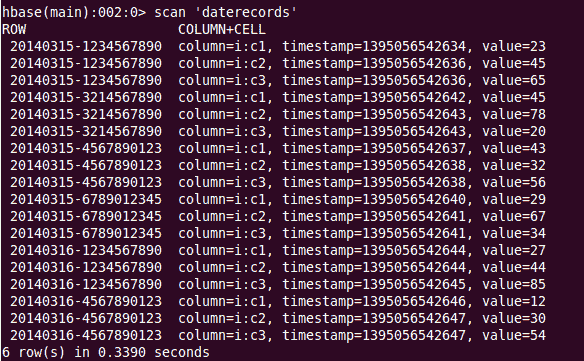 hbase(main):002:0> scan 'daterecords'
ROW COLUMN+CELL
20140315-1234567890 column=i:c1, timestamp=1395056542634, value=23
20140315-1234567890 column=i:c2, timestamp=1395056542636, value=45
20140315-1234567890 column=i:c3, timestamp=1395056542636, value=65
20140315-3214567890 column=i:c1, timestamp=1395056542642, value=45
20140315-3214567890 column=i:c2, timestamp=1395056542643, value=78
20140315-3214567890 column=i:c3, timestamp=1395056542643, value=20
20140315-4567890123 column=i:c1, timestamp=1395056542637, value=43
20140315-4567890123 column=i:c2, timestamp=1395056542638, value=32
20140315-4567890123 column=i:c3, timestamp=1395056542638, value=56
20140315-6789012345 column=i:c1, timestamp=1395056542640, value=29
20140315-6789012345 column=i:c2, timestamp=1395056542641, value=67
20140315-6789012345 column=i:c3, timestamp=1395056542641, value=34
20140316-1234567890 column=i:c1, timestamp=1395056542644, value=27
20140316-1234567890 column=i:c2, timestamp=1395056542644, value=44
20140316-1234567890 column=i:c3, timestamp=1395056542645, value=85
20140316-4567890123 column=i:c1, timestamp=1395056542646, value=12
20140316-4567890123 column=i:c2, timestamp=1395056542647, value=30
20140316-4567890123 column=i:c3, timestamp=1395056542647, value=54
6 row(s) in 0.3390 seconds